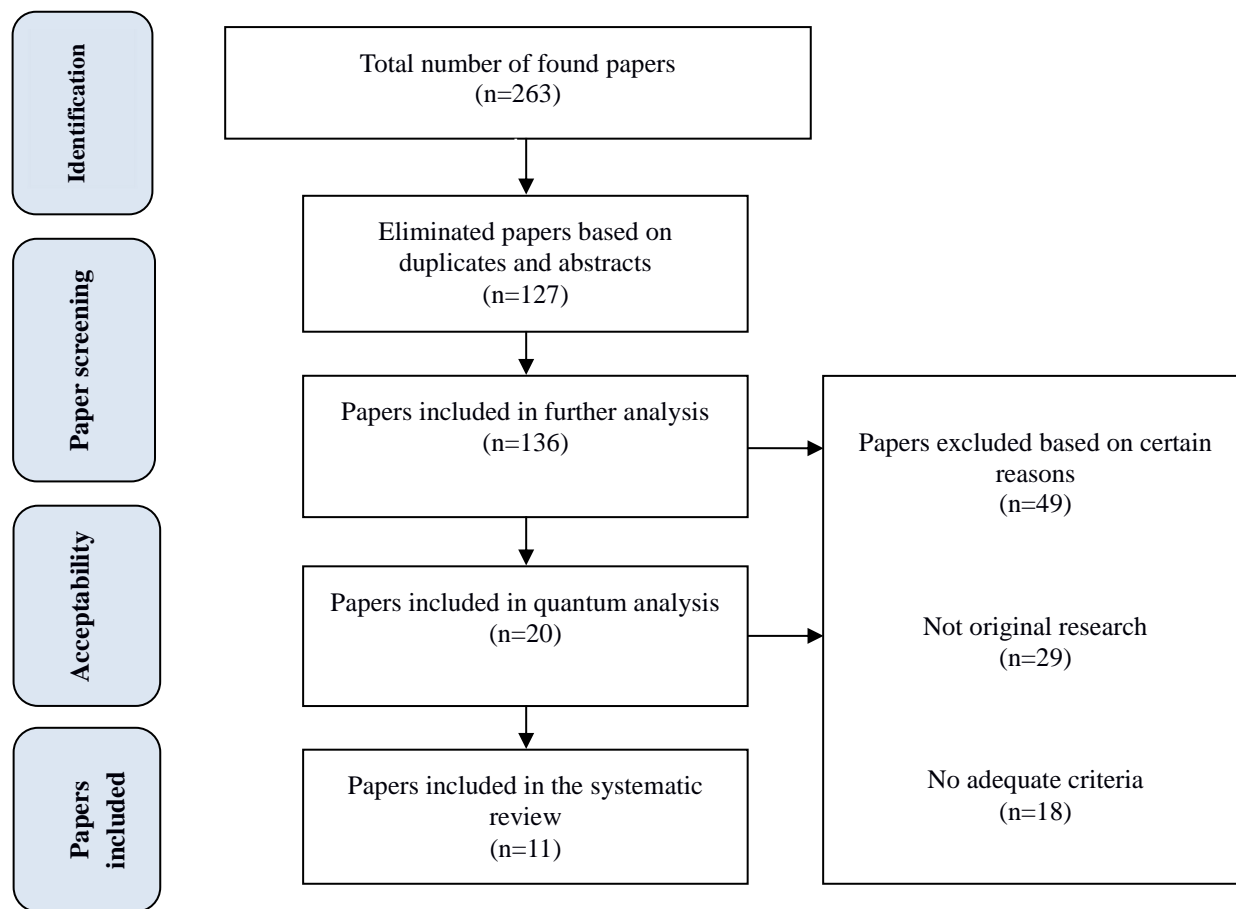 Identification
Total number of found papers
(n=263)
Eliminated papers based on
duplicates and abstracts
(n=127)
Paper screening
Papers included in further analysis
(n=136)
Papers excluded based on certain
reasons
(n=49)
Acceptability
Papers included in quantum analysis
(n=20)
Not original research
(n=29)
Papers
included
Papers included in the systematic
review
(n=11)
No adequate criteria
(n=18)